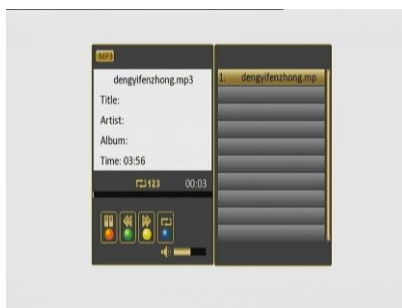 MP3
dengyifenzhong.mp3
Title:
Artist:
Album:
Time: 03:56
123 00:03
1. dengyifenzhong.mp